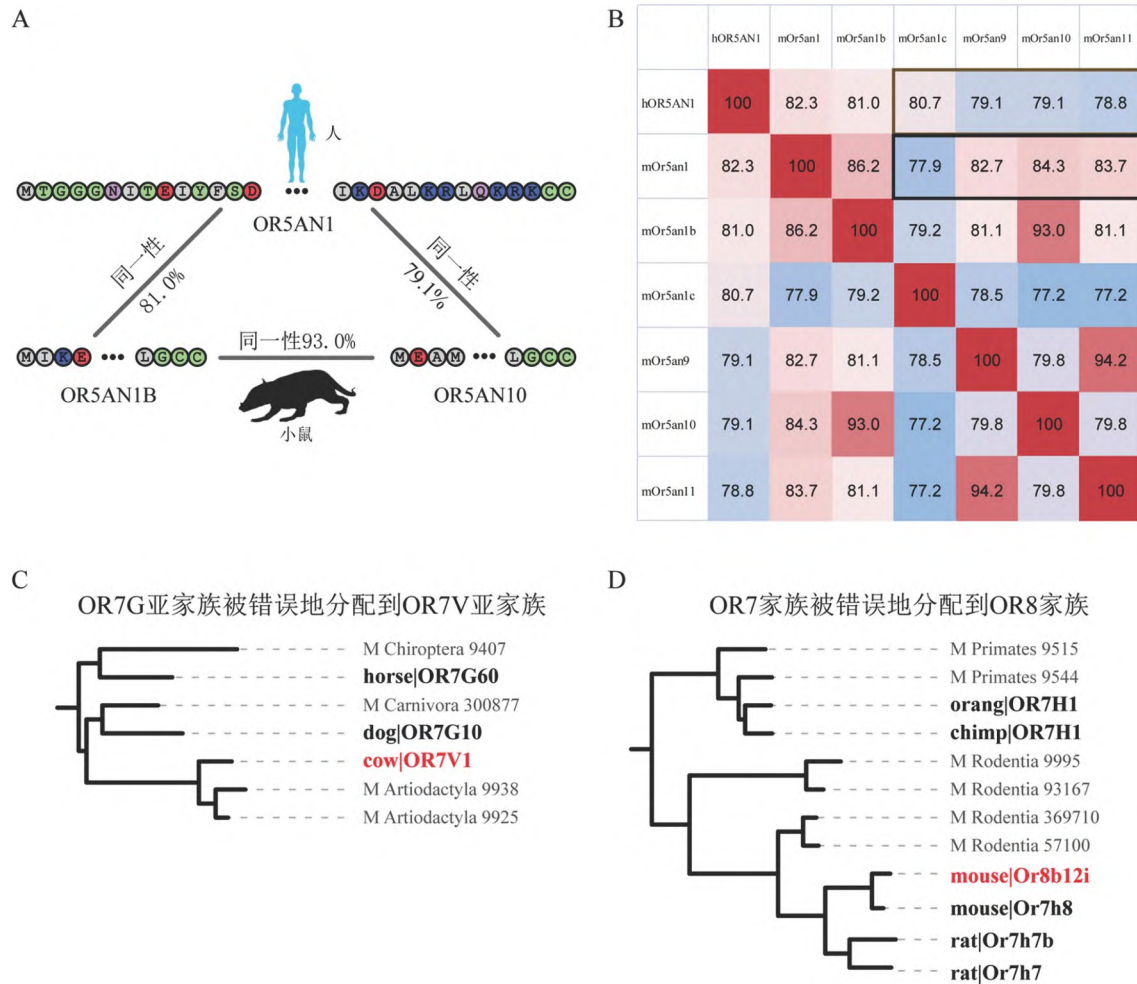 A
人
MTGGGNITEIYFSD ••• IKDALKRLQKRKCC
OR5AN1
同一性
81.0%
同一性
79.1%
同一性93.0%
MIKE ••• LGCC
MEAM ••• LGCC
OR5AN1B
OR5AN10
小鼠
B
hOR5AN1 mOr5an1 mOr5an1b mOr5an1c mOr5an9 mOr5an10 mOr5an11
hOR5AN1 100 82.3 81.0 80.7 79.1 79.1 78.8
mOr5an1 82.3 100 86.2 77.9 82.7 84.3 83.7
mOr5an1b 81.0 86.2 100 79.2 81.1 93.0 81.1
mOr5an1c 80.7 77.9 79.2 100 78.5 77.2 77.2
mOr5an9 79.1 82.7 81.1 78.5 100 79.8 94.2
mOr5an10 79.1 84.3 93.0 77.2 79.8 100 79.8
mOr5an11 78.8 83.7 81.1 77.2 94.2 79.8 100
C
OR7G亚家族被错误地分配到OR7V亚家族
M Chiroptera 9407
horse|OR7G60
M Carnivora 300877
dog|OR7G10
cow|OR7V1
M Artiodactyla 9938
M Artiodactyla 9925
D
OR7家族被错误地分配到OR8家族
M Primates 9515
M Primates 9544
orang|OR7H1
chimp|OR7H1
M Rodentia 9995
M Rodentia 93167
M Rodentia 369710
M Rodentia 57100
mouse|Or8b12i
mouse|Or7h8
rat|Or7h7b
rat|Or7h7